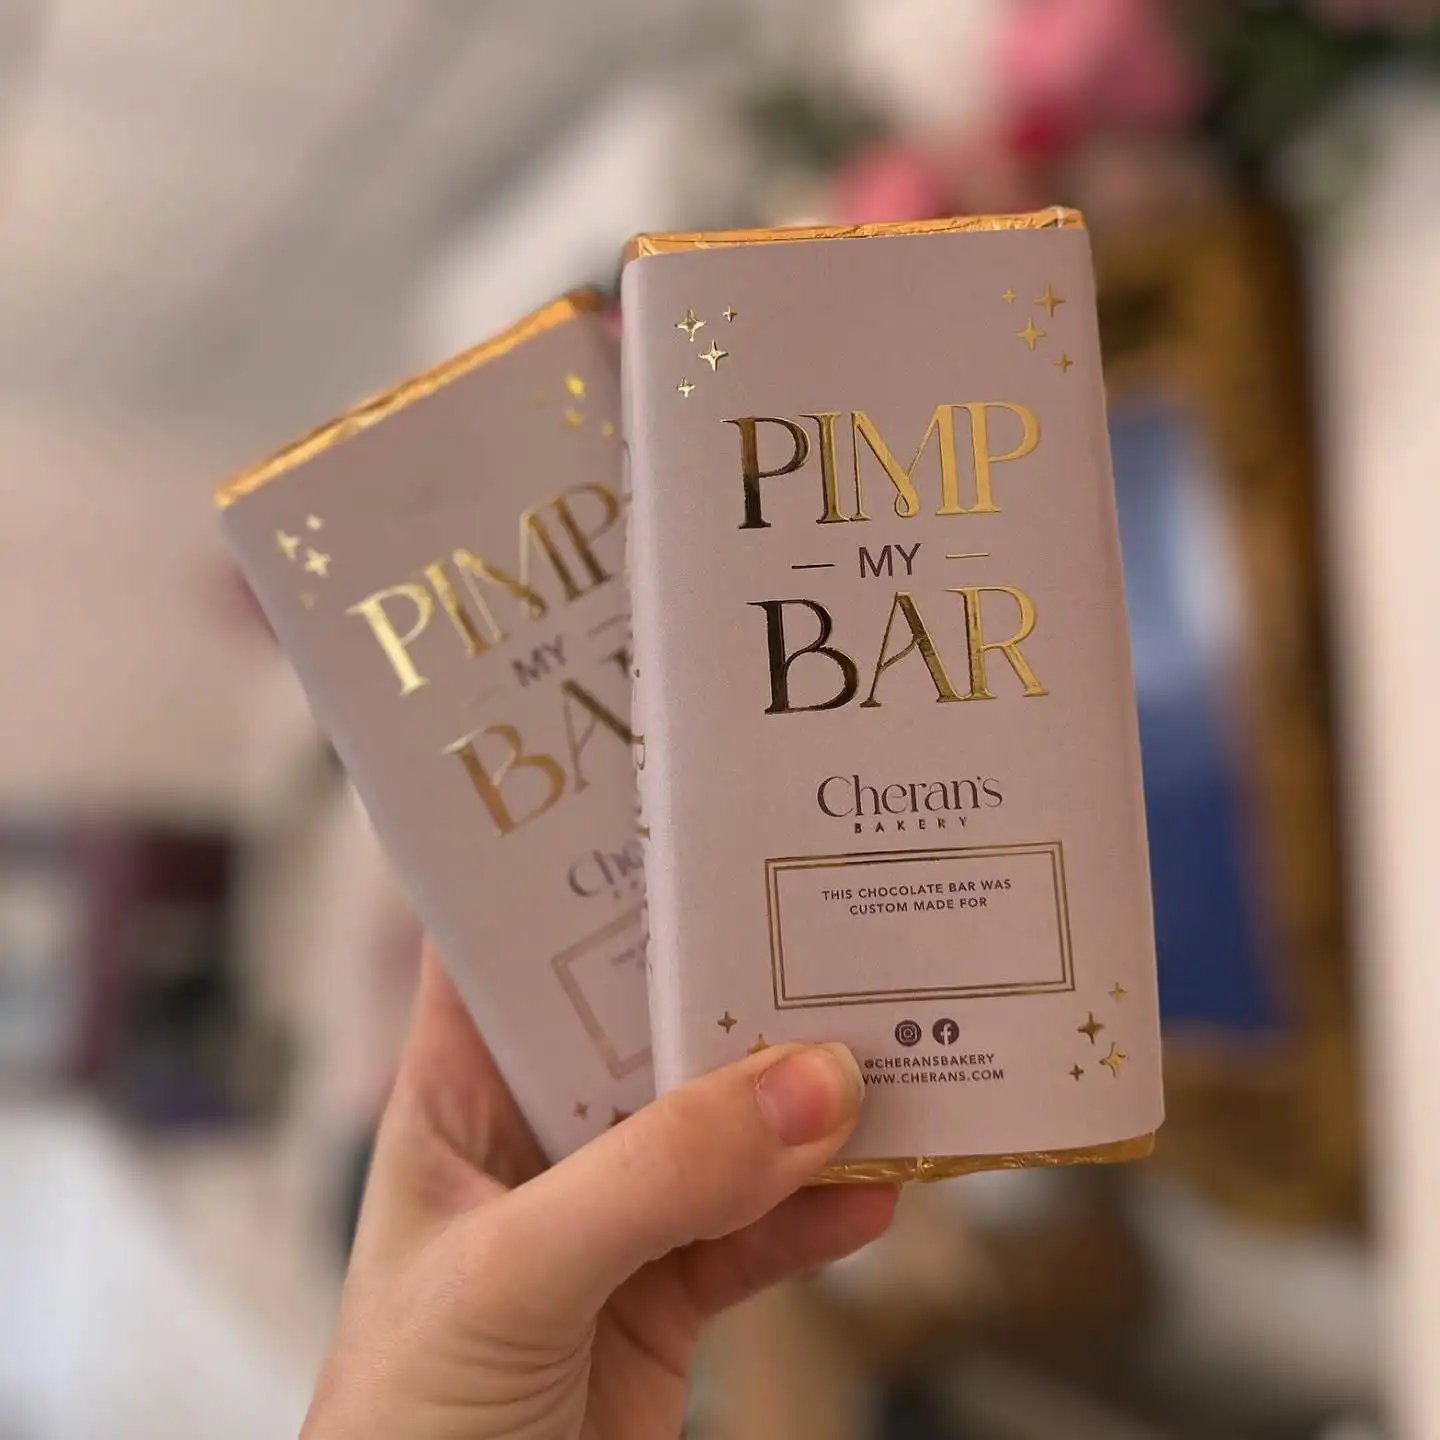 PIMP
MY
BAR
Cheran's
BAKERY
THIS CHOCOLATE BAR WAS
CUSTOM MADE FOR
@CHERANSBAKERY
WWW.CHERANS.COM
PIMP
MY
BA
Che